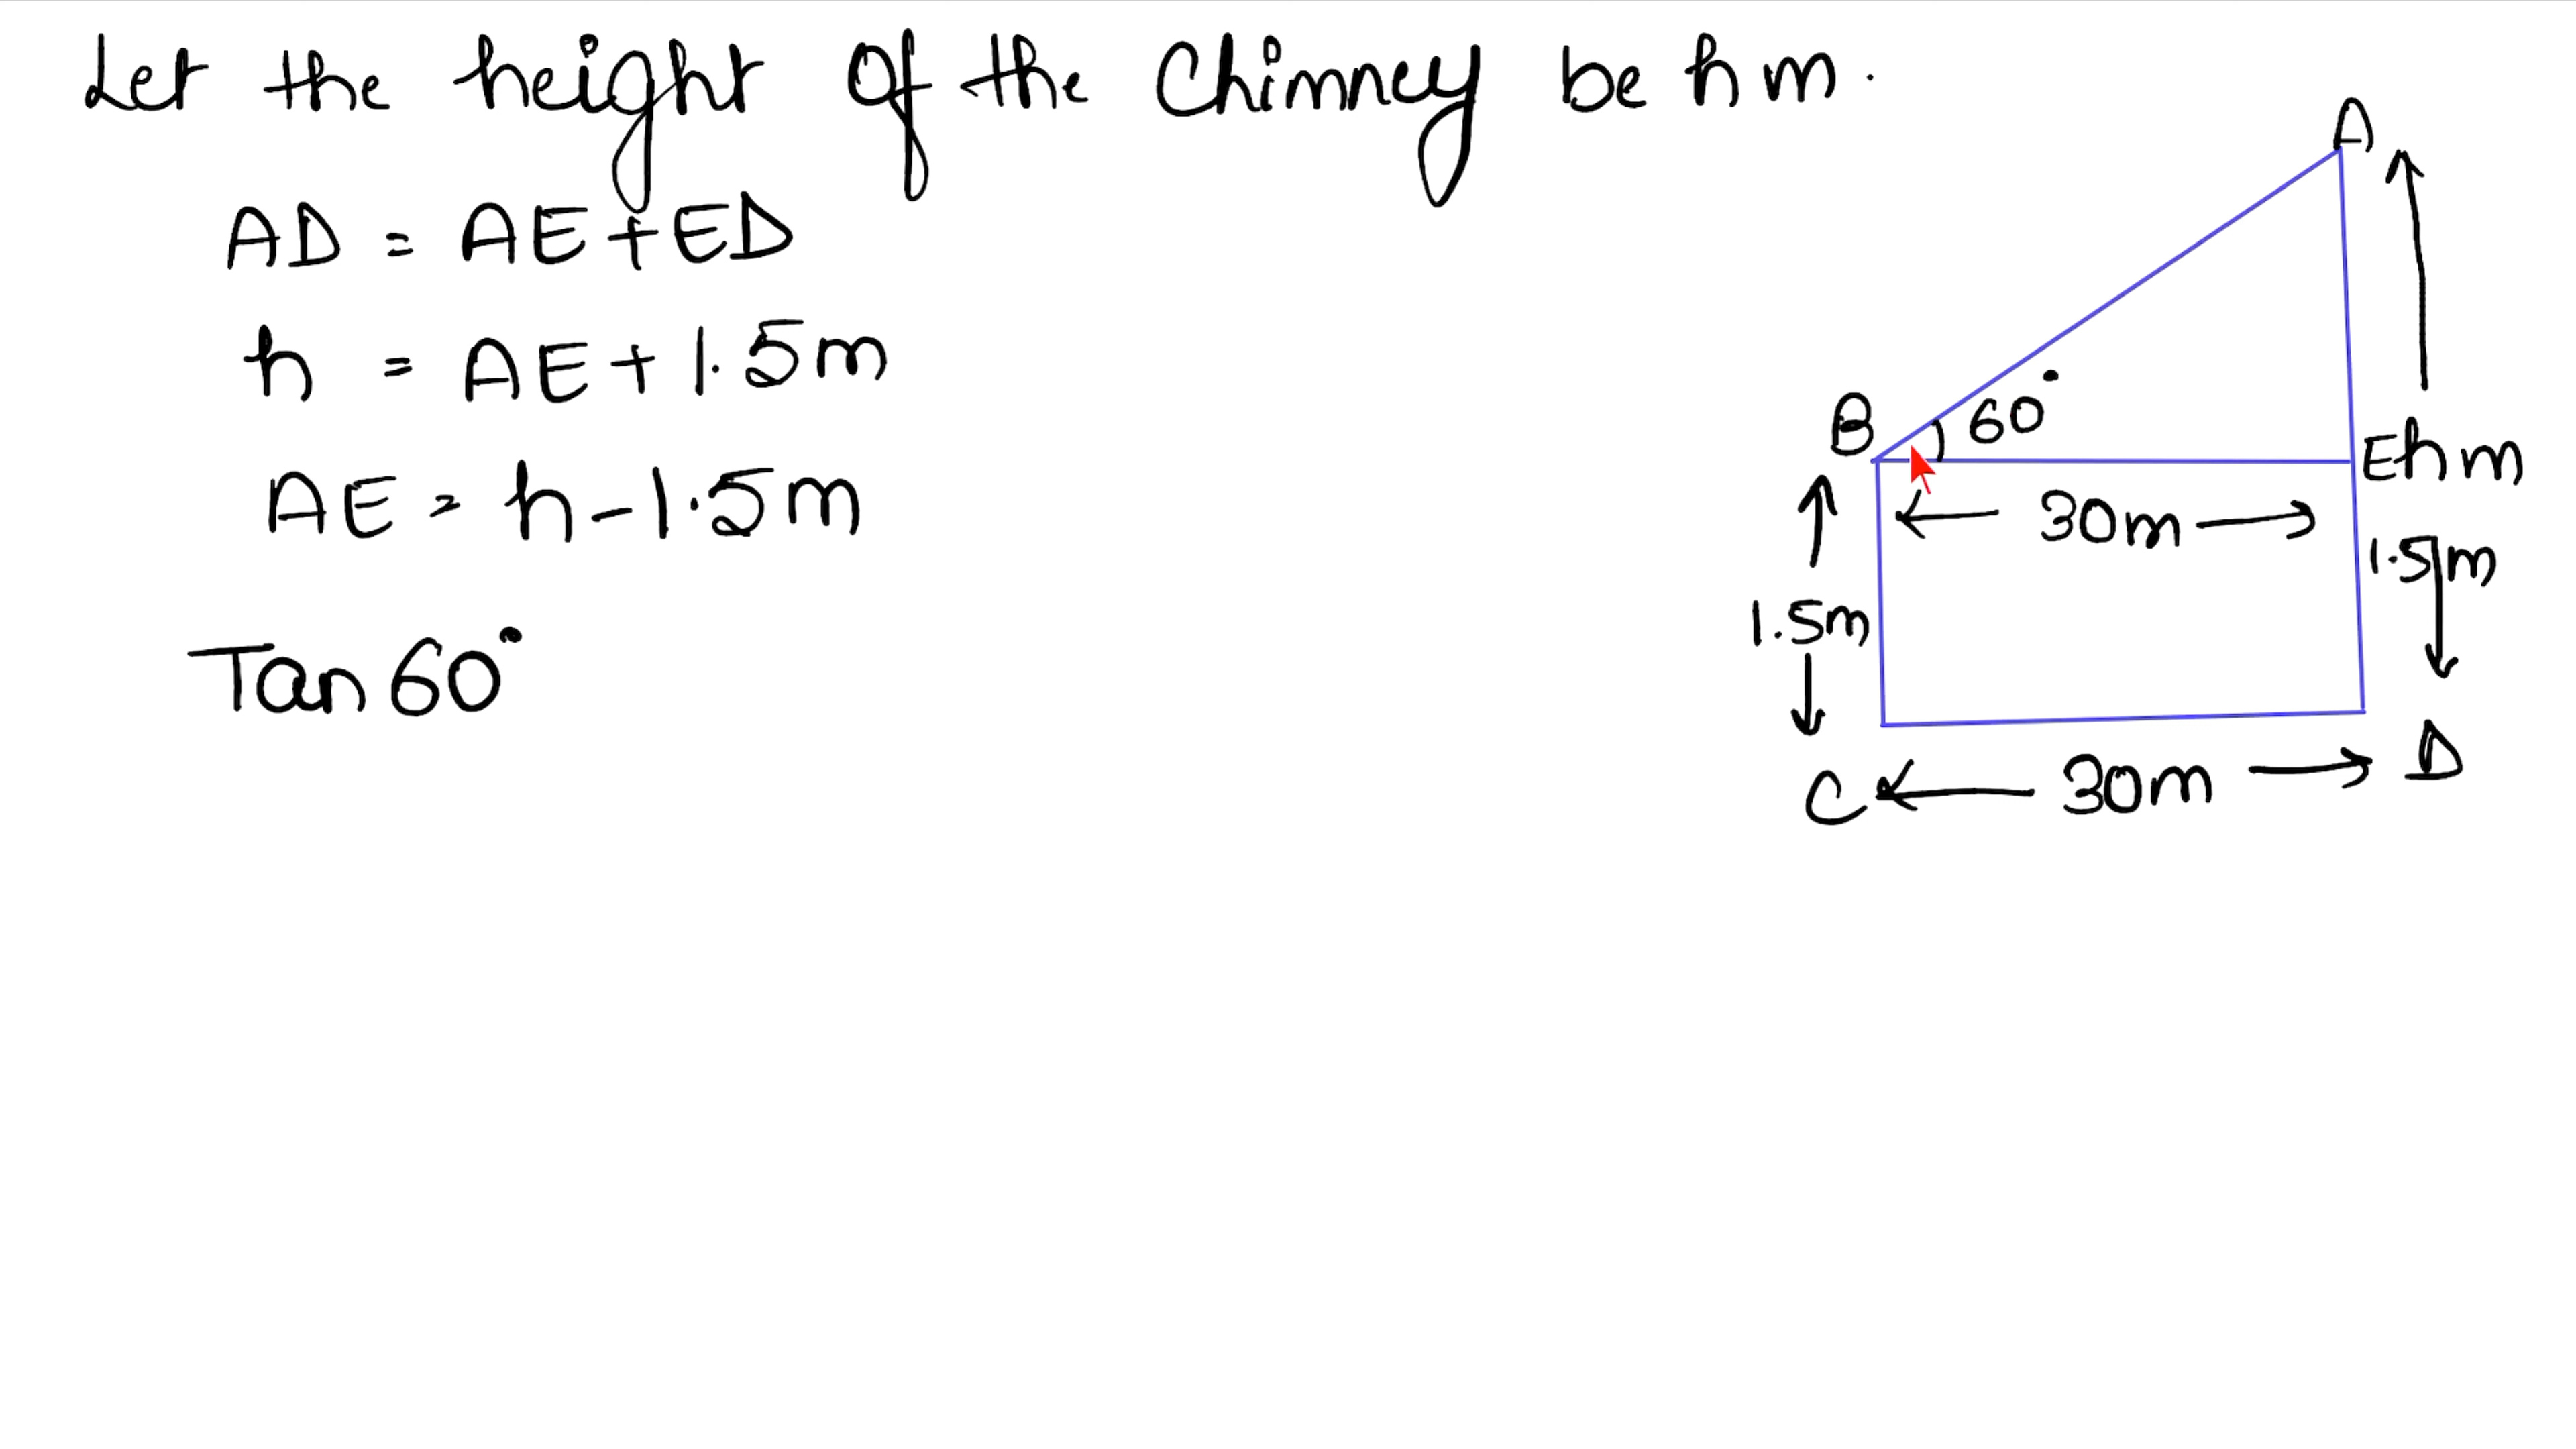 Let the height of the Chimney be h m.
AD = AE+ED
h = AE+1.5m
AE = h-1.5m
Tan 60°
A
B
60°
E h m
30m
1.5m
1.5m
C
30m
D